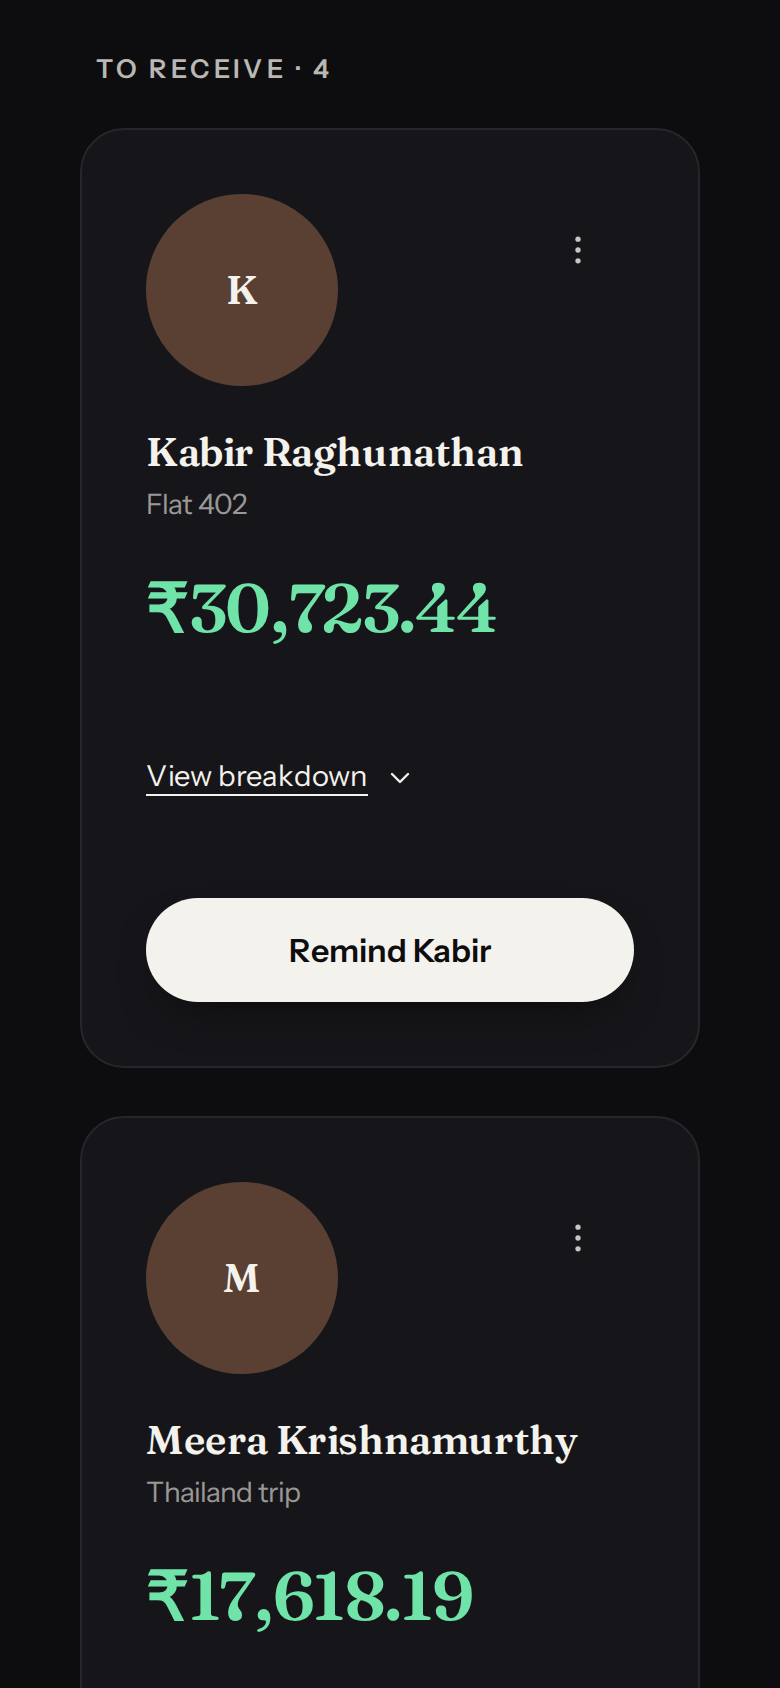 TO RECEIVE · 4
K
Kabir Raghunathan
Flat 402
₹30,723.44
View breakdown
Remind Kabir
M
Meera Krishnamurthy
Thailand trip
₹17,618.19